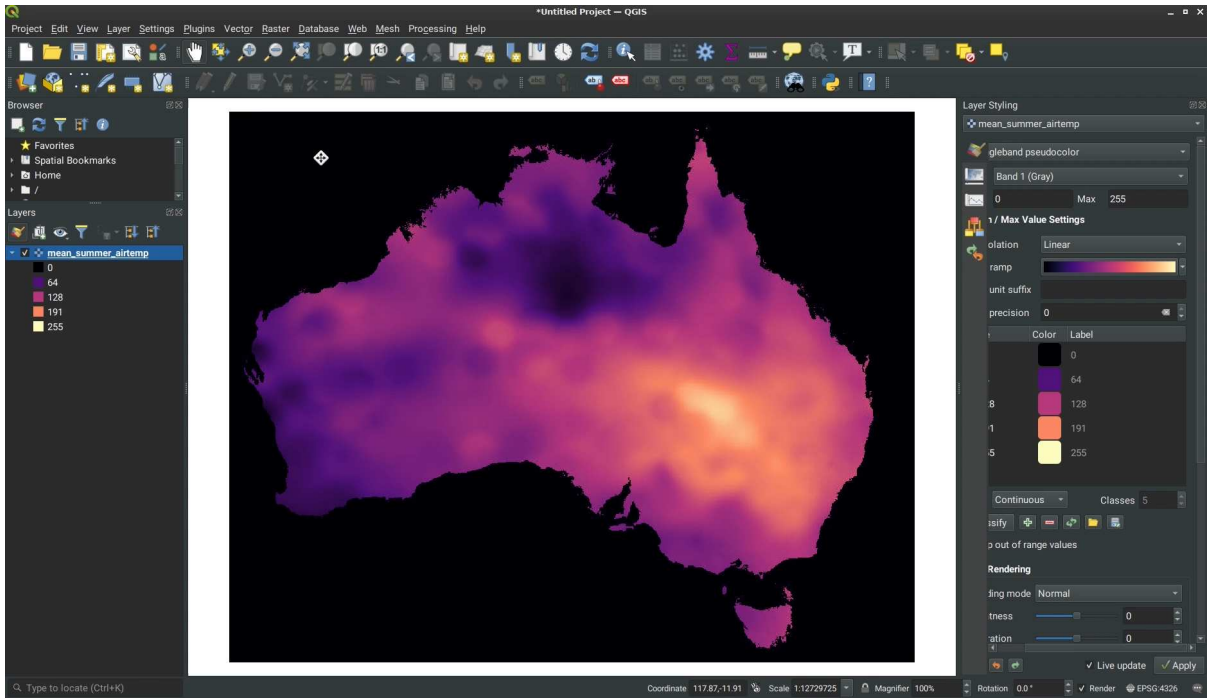 *Untitled Project — QGIS
Project Edit View Layer Settings Plugins Vector Raster Database Web Mesh Processing Help
Browser
Favorites
Spatial Bookmarks
Home
/
Layers
mean_summer_airtemp
0
64
128
191
255
Layer Styling
mean_summer_airtemp
gleband pseudocolor
Band 1 (Gray)
0 Max 255
n / Max Value Settings
olation Linear
ramp
unit suffix
precision 0
Color Label
0
64
8 128
1 191
5 255
Continuous Classes 5
ssify
p out of range values
Rendering
ding mode Normal
tness 0
ration 0
Live update Apply
Type to locate (Ctrl+K) Coordinate 117.87,-11.91 Scale 1:12729725 Magnifier 100% Rotation 0.0° Render EPSG:4326